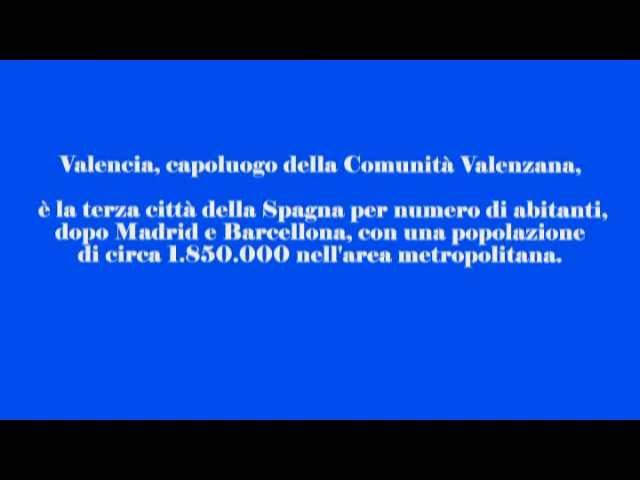 Valencia, capoluogo della Comunità Valenzana,
è la terza città della Spagna per numero di abitanti,
dopo Madrid e Barcellona, con una popolazione
di circa 1.850.000 nell'area metropolitana.